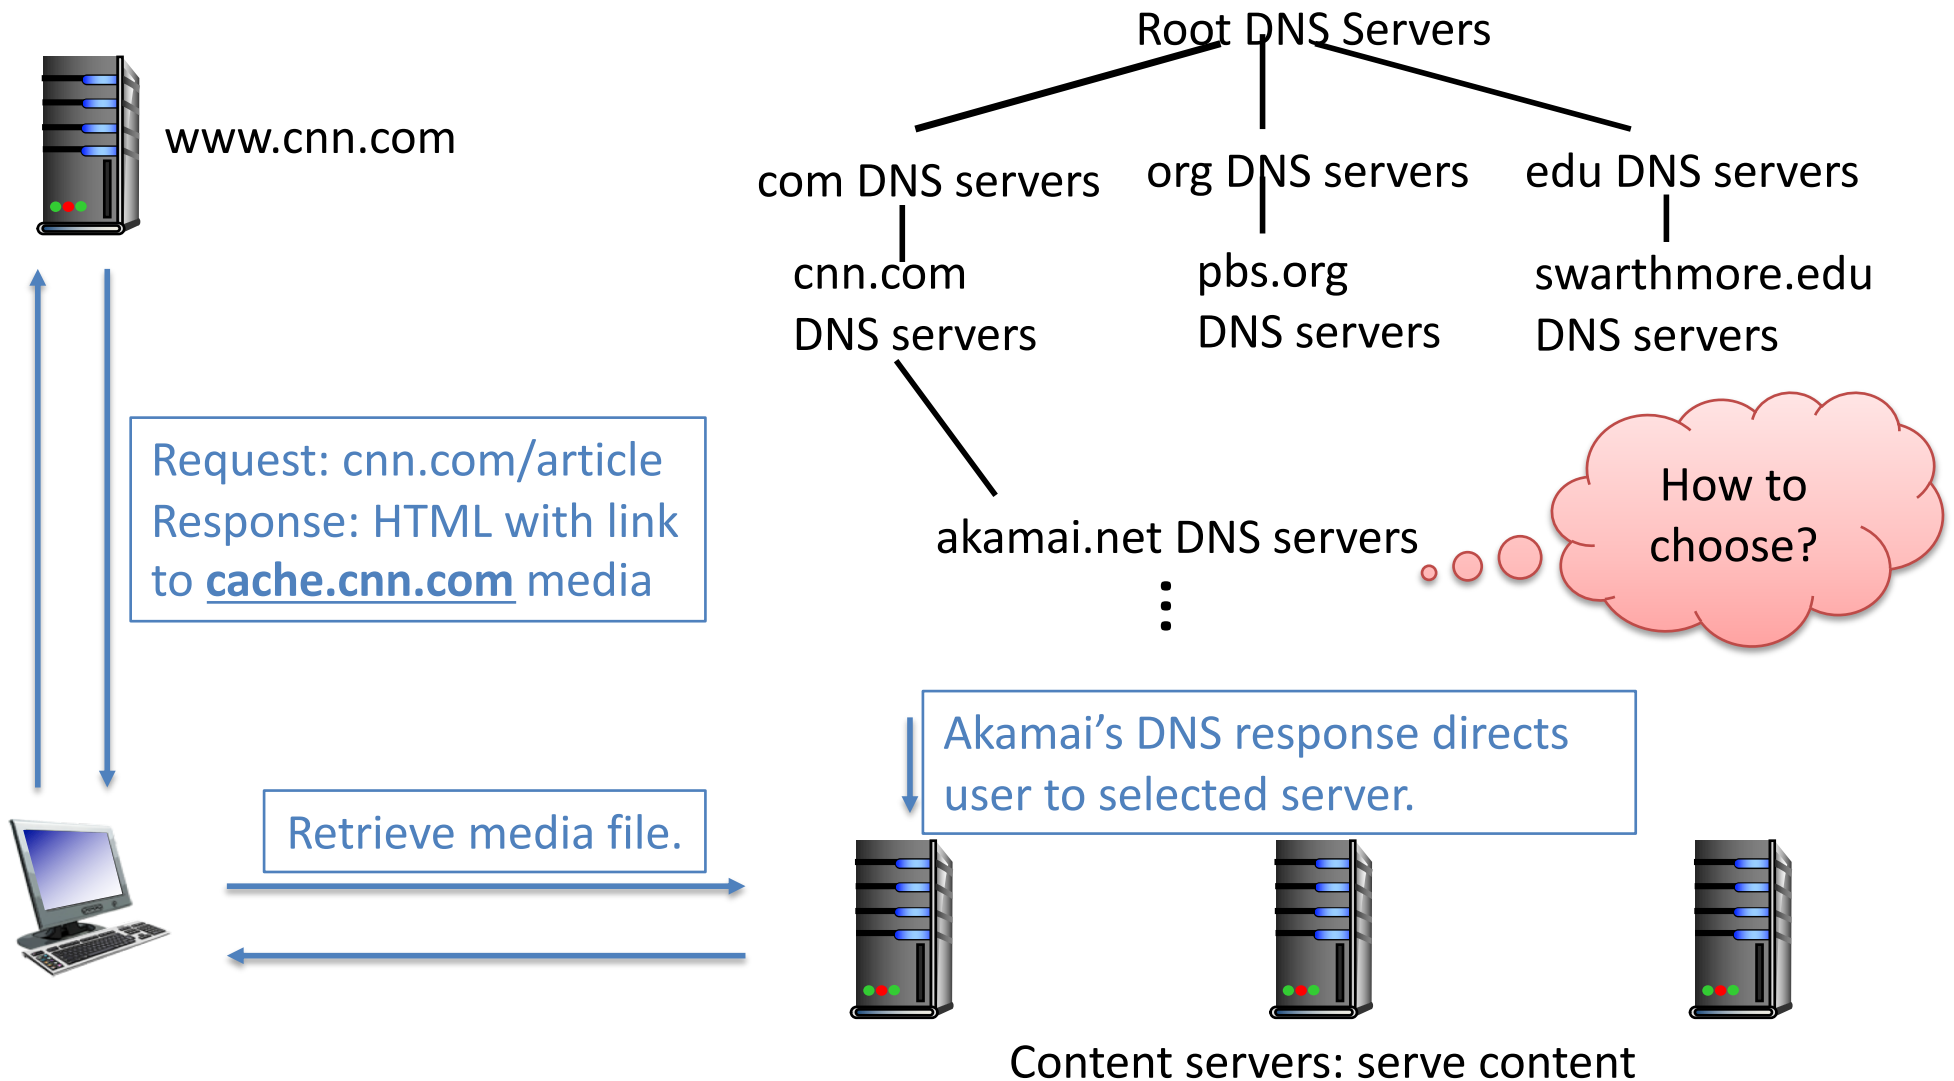 Root DNS Servers
www.cnn.com
com DNS servers
org DNS servers
edu DNS servers
cnn.com
DNS servers
pbs.org
DNS servers
swarthmore.edu
DNS servers
Request: cnn.com/article
Response: HTML with link
to cache.cnn.com media
How to
choose?
akamai.net DNS servers
Akamai’s DNS response directs
user to selected server.
Retrieve media file.
Content servers: serve content